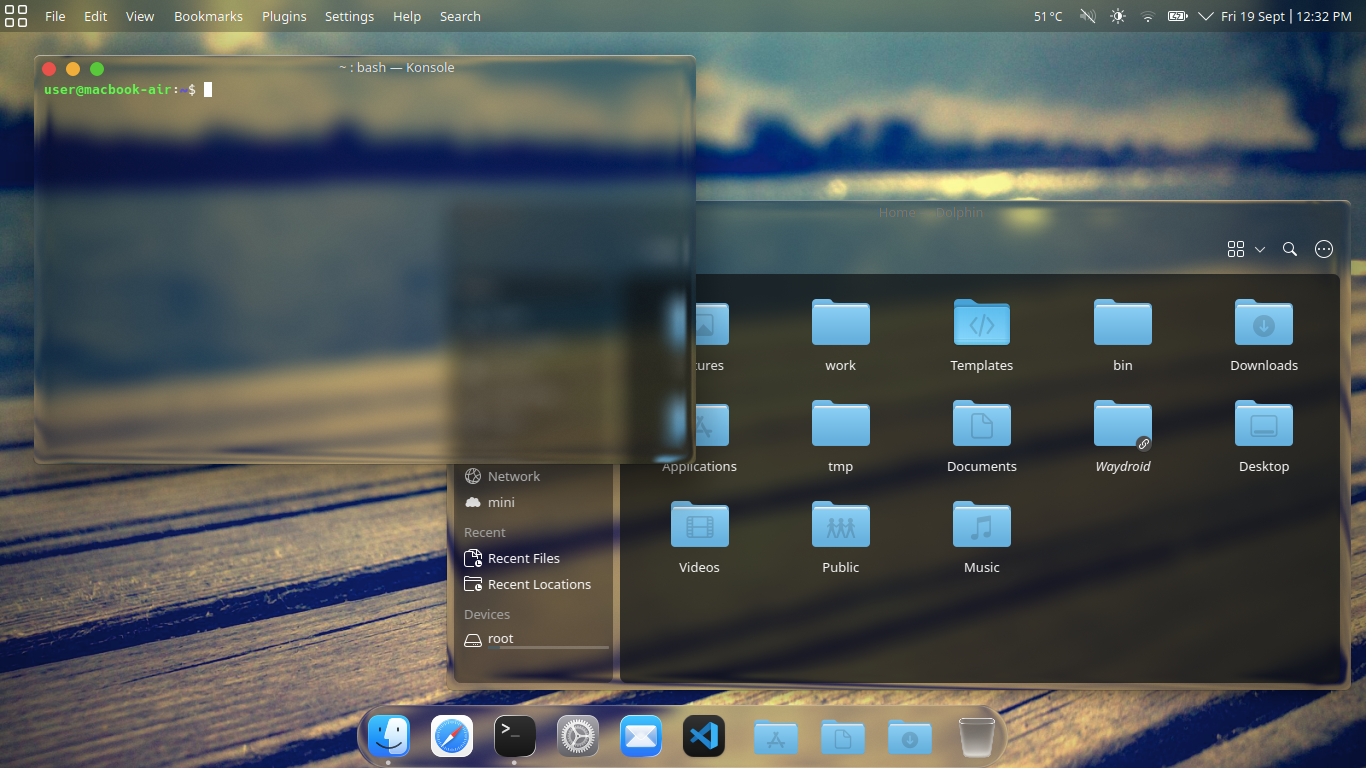 File Edit View Bookmarks Plugins Settings Help Search 51°C Fri 19 Sept | 12:32 PM
~ : bash — Konsole
user@macbook-air:~$
Home — Dolphin
work Templates bin Downloads
Applications tmp Documents Waydroid Desktop
Videos Public Music
Network
mini
Recent
Recent Files
Recent Locations
Devices
root
>_